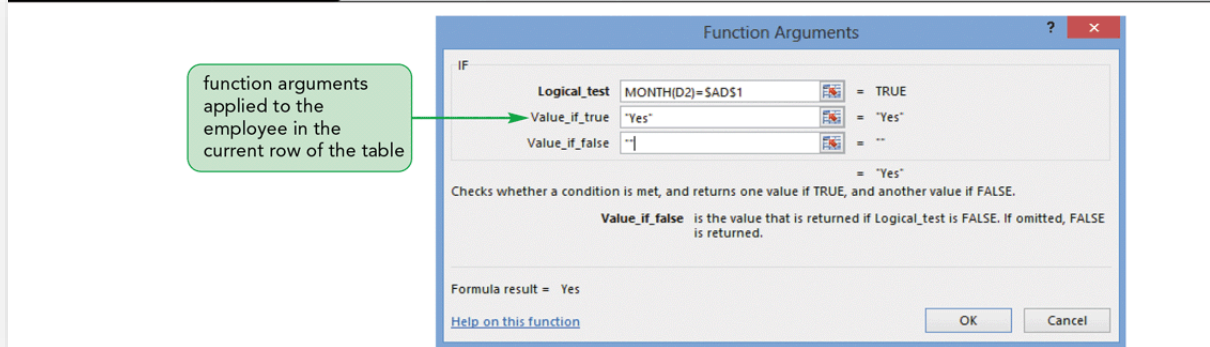 Function Arguments ?
function arguments
applied to the
employee in the
current row of the table
IF
Logical_test MONTH(D2)=$AD$1 = TRUE
Value_if_true "Yes" = "Yes"
Value_if_false "" = ""
= "Yes"
Checks whether a condition is met, and returns one value if TRUE, and another value if FALSE.
Value_if_false is the value that is returned if Logical_test is FALSE. If omitted, FALSE
is returned.
Formula result = Yes
Help on this function OK Cancel